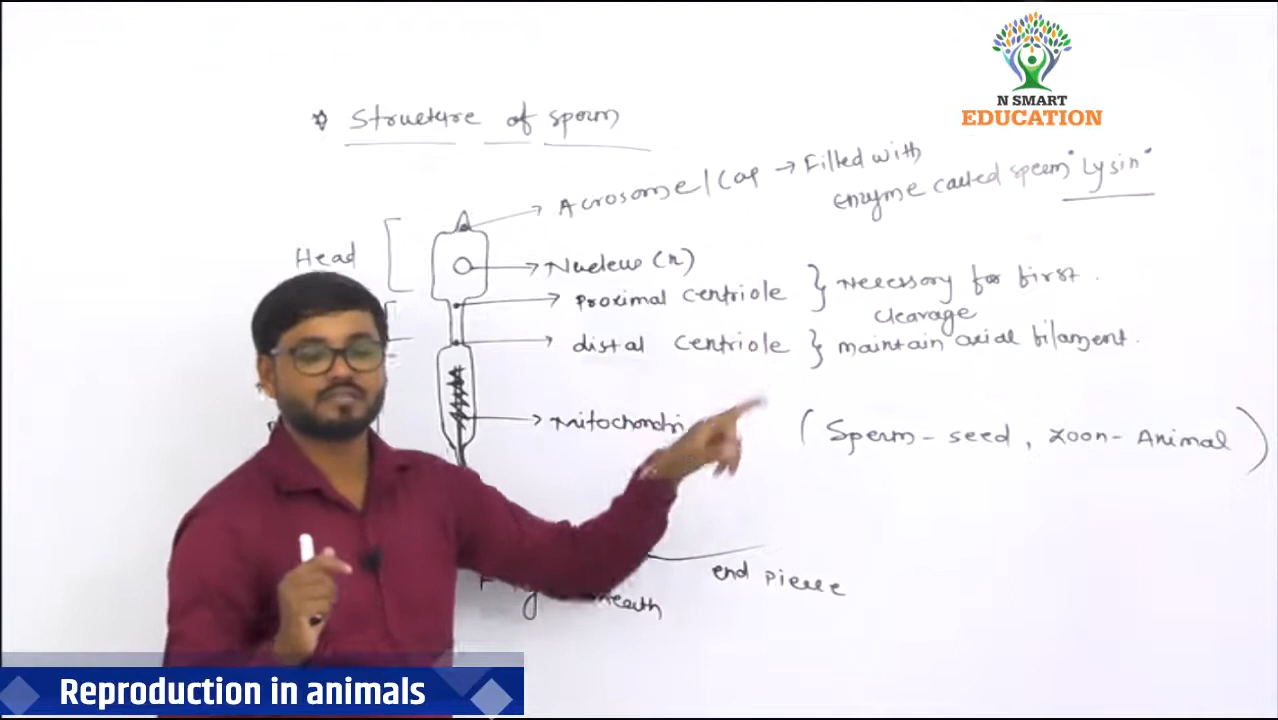 N SMART
EDUCATION
Structure of sperm
Acrosome/Cap → Filled with
enzyme called sperm "Lysin"
Head
Nucleus (n)
Proximal Centriole } Necessary for first
cleavage
distal Centriole } maintain axial filament.
Mitochondri
( Sperm - seed , Zoon - Animal )
end piece
Reproduction in animals